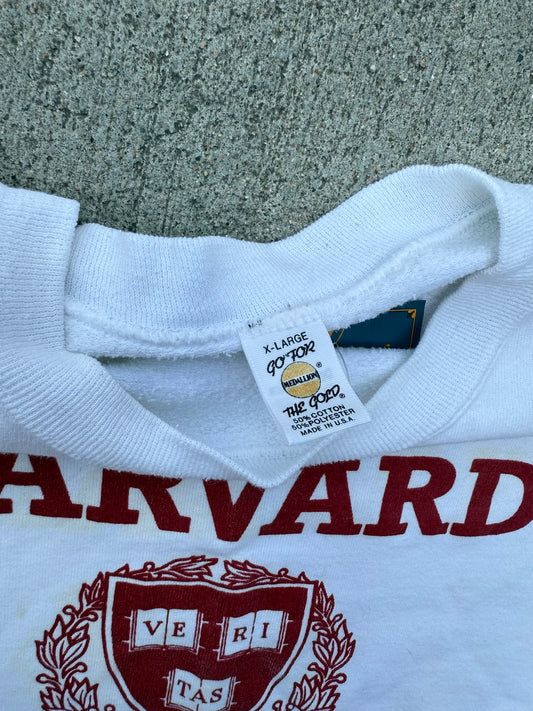 X-LARGE
GO FOR
MEDALLION ®
THE GOLD®
50% COTTON
50% POLYESTER
MADE IN U.S.A.
ARVARD
VE RI
TAS